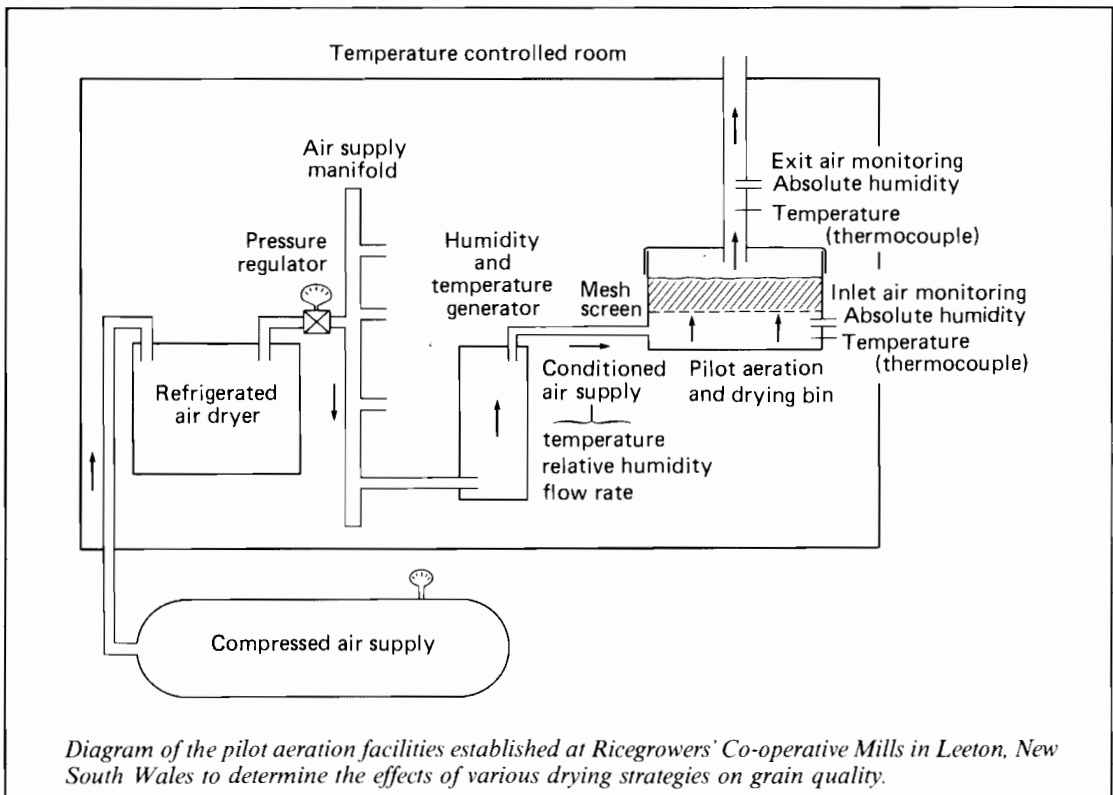 Temperature controlled room
Air supply
manifold
Pressure
regulator
Humidity
and
temperature
generator
Mesh
screen
Exit air monitoring
Absolute humidity
Temperature
(thermocouple)
Inlet air monitoring
Absolute humidity
Temperature
(thermocouple)
Refrigerated
air dryer
Conditioned
air supply
temperature
relative humidity
flow rate
Pilot aeration
and drying bin
Compressed air supply
Diagram of the pilot aeration facilities established at Ricegrowers' Co-operative Mills in Leeton, New
South Wales to determine the effects of various drying strategies on grain quality.